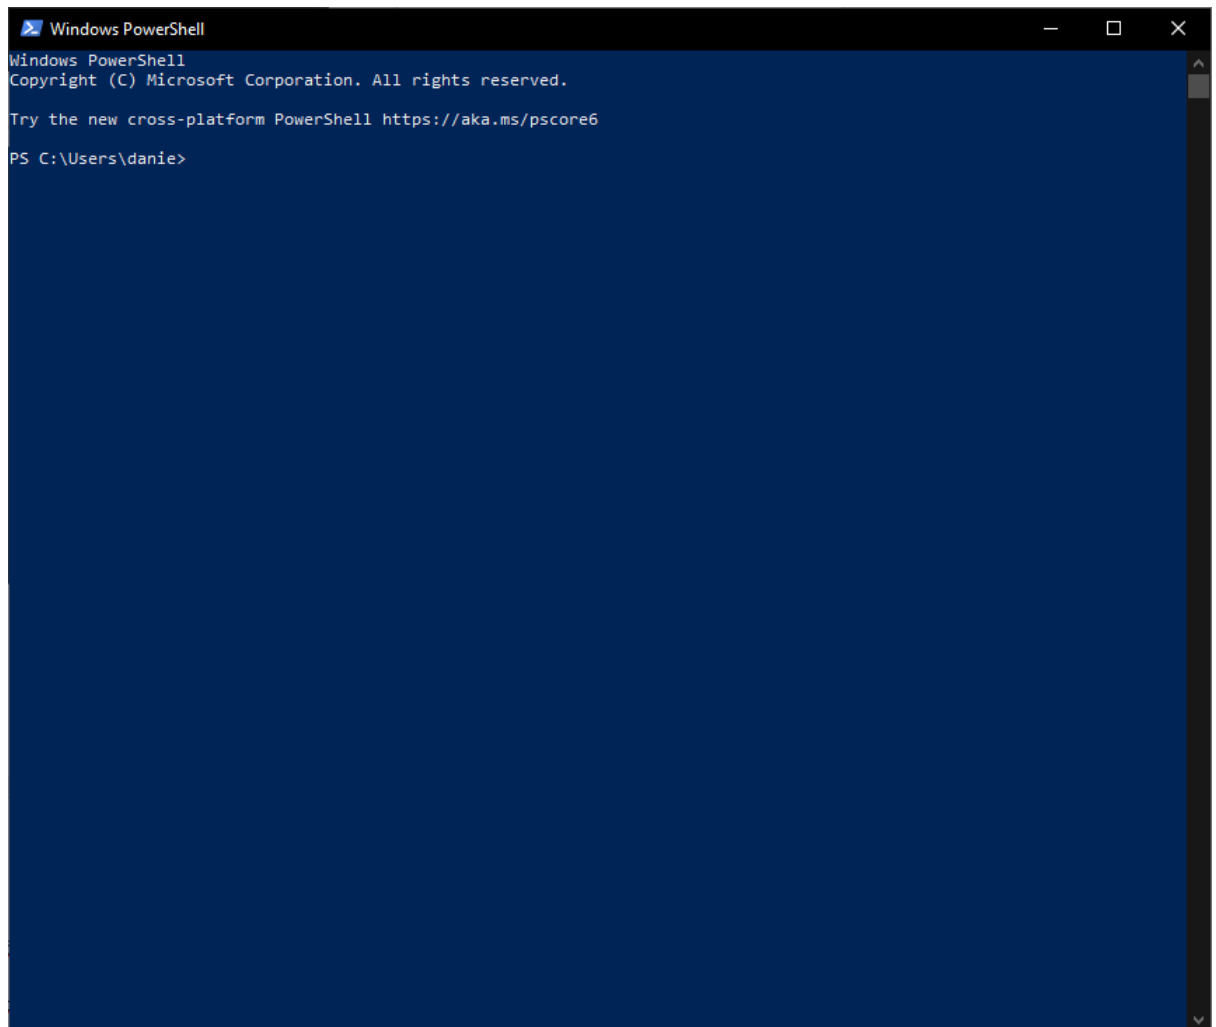 Windows PowerShell
Windows PowerShell
Copyright (C) Microsoft Corporation. All rights reserved.
Try the new cross-platform PowerShell https://aka.ms/pscore6
PS C:\Users\danie>